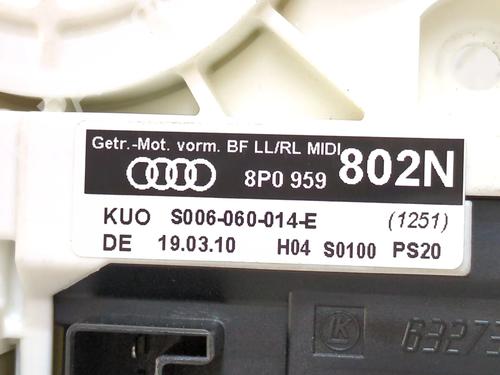 Getr.-Mot. vorm. BF LL/RL MIDI
8P0 959 802N
KUO S006-060-014-E (1251)
DE 19.03.10 H04 S0100 PS20
K